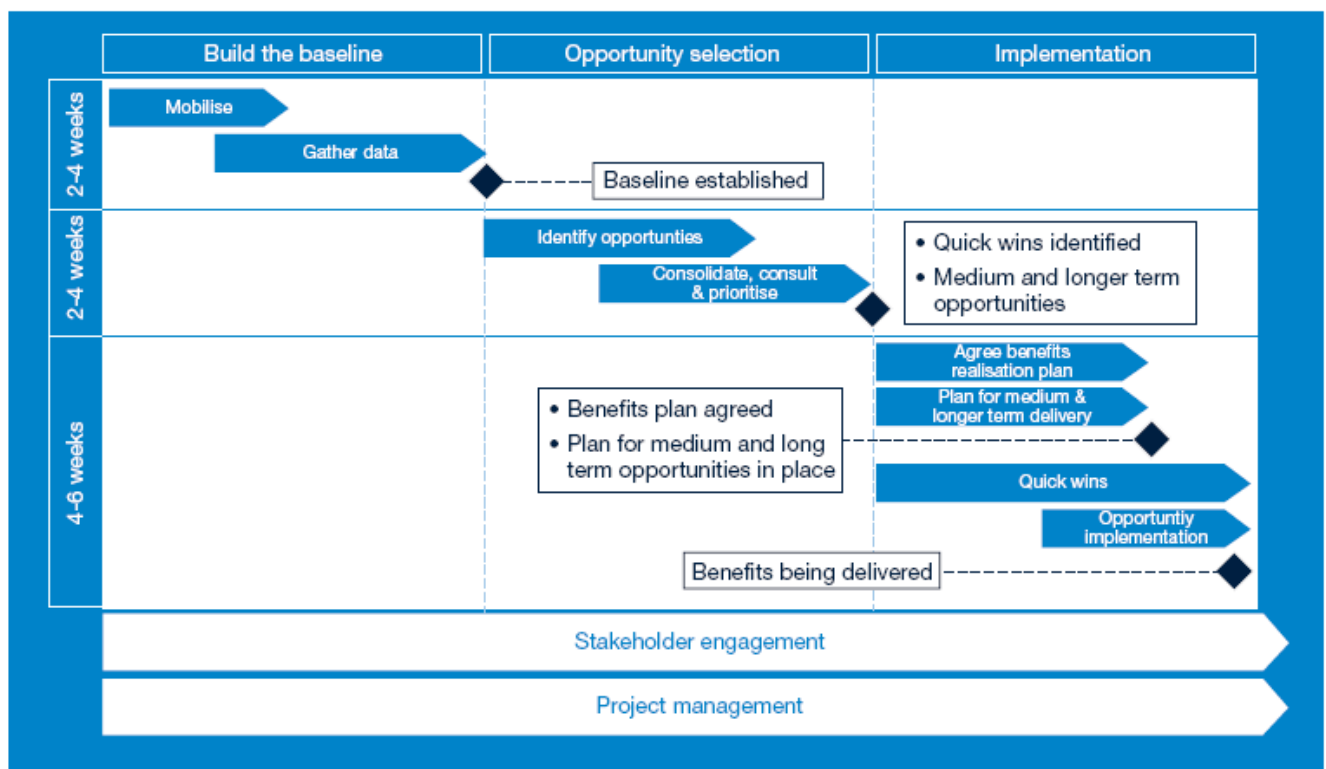 Build the baseline
Opportunity selection
Implementation
2-4 weeks
Mobilise
Gather data
Baseline established
2-4 weeks
Identify opportunties
Consolidate, consult
& prioritise
• Quick wins identified
• Medium and longer term
opportunities
4-6 weeks
Agree benefits
realisation plan
Plan for medium &
longer term delivery
• Benefits plan agreed
• Plan for medium and long
term opportunities in place
Quick wins
Opportuntiy
implementation
Benefits being delivered
Stakeholder engagement
Project management